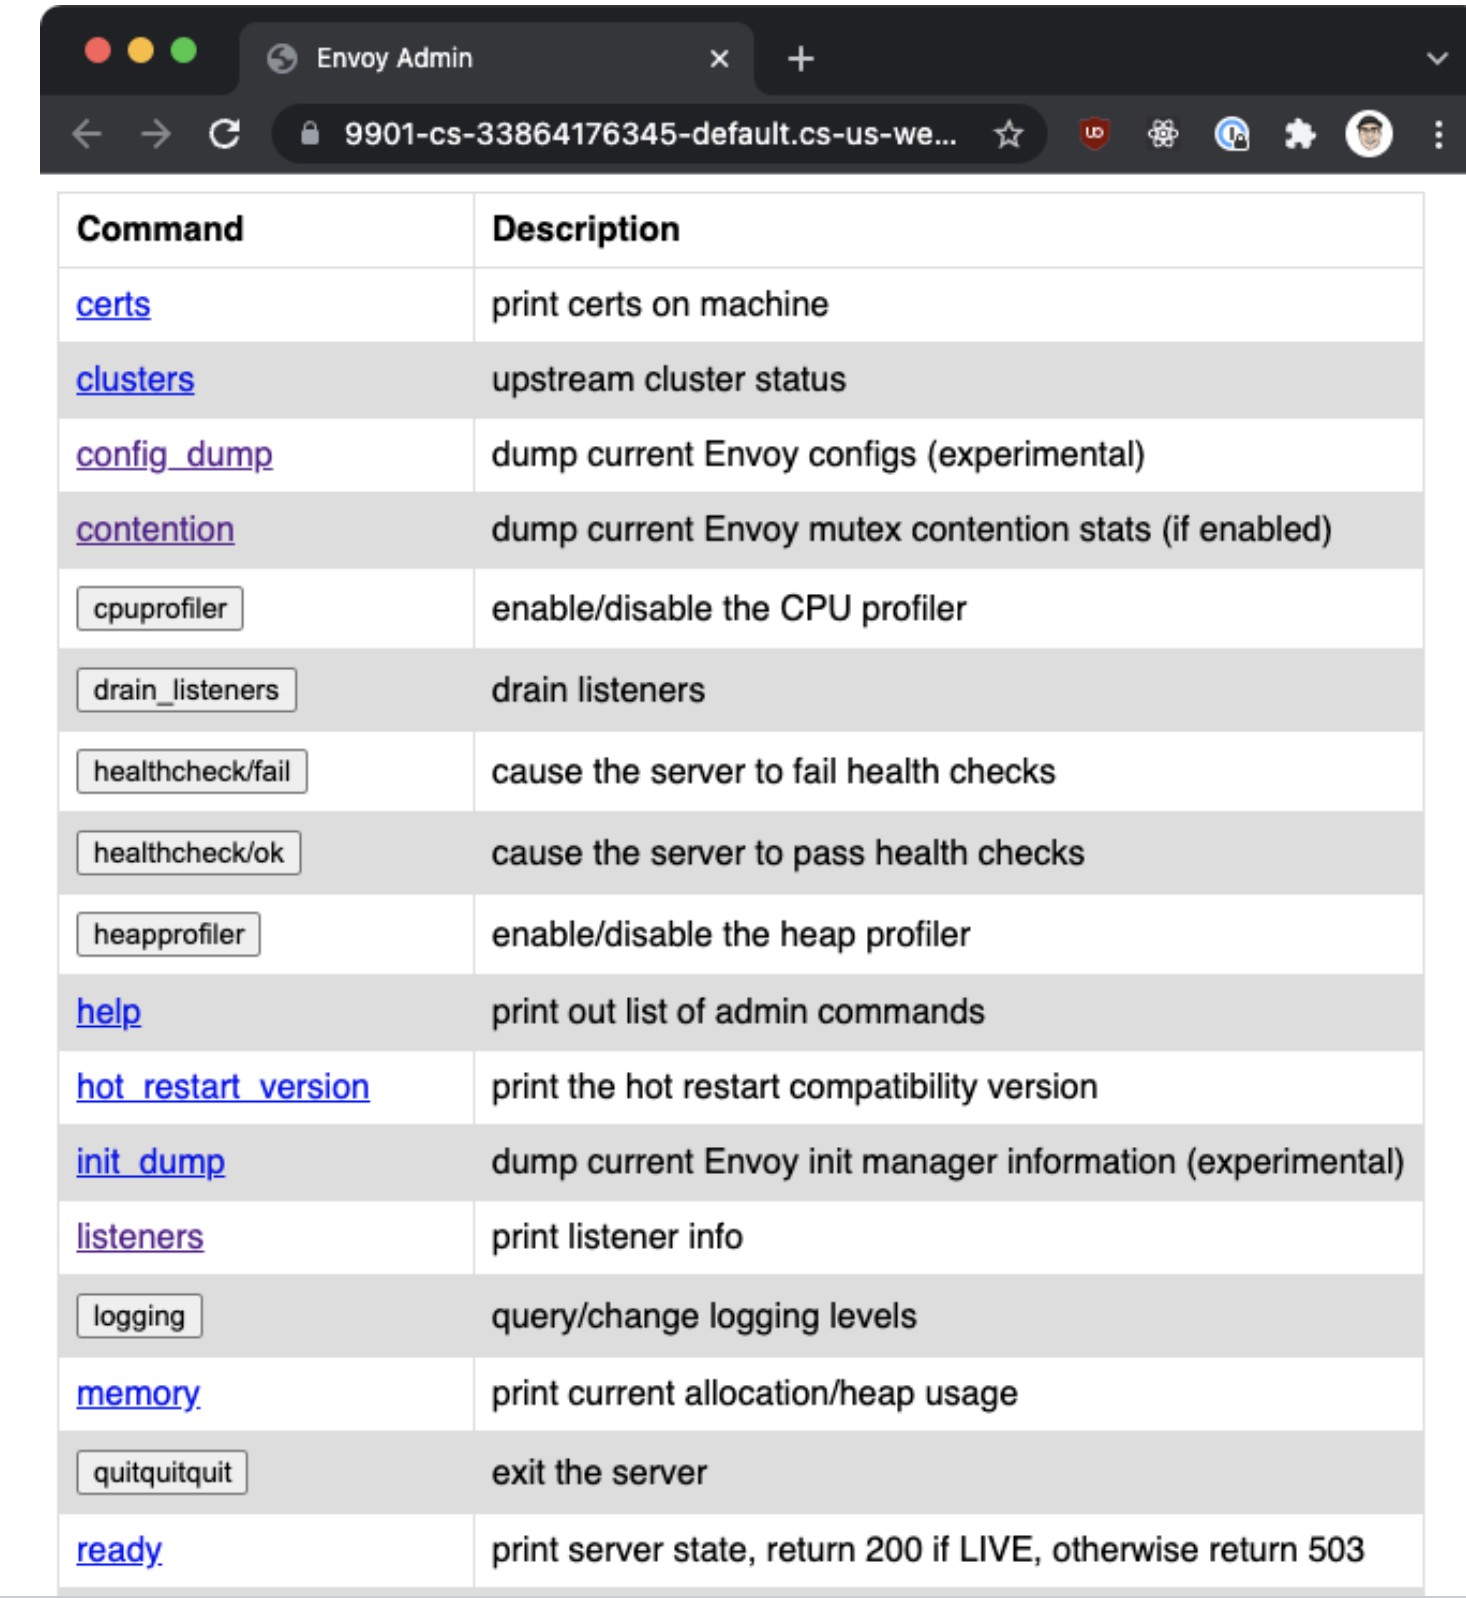 Envoy Admin
9901-cs-33864176345-default.cs-us-we...
Command Description
certs print certs on machine
clusters upstream cluster status
config_dump dump current Envoy configs (experimental)
contention dump current Envoy mutex contention stats (if enabled)
cpuprofiler enable/disable the CPU profiler
drain_listeners drain listeners
healthcheck/fail cause the server to fail health checks
healthcheck/ok cause the server to pass health checks
heapprofiler enable/disable the heap profiler
help print out list of admin commands
hot_restart_version print the hot restart compatibility version
init_dump dump current Envoy init manager information (experimental)
listeners print listener info
logging query/change logging levels
memory print current allocation/heap usage
quitquitquit exit the server
ready print server state, return 200 if LIVE, otherwise return 503